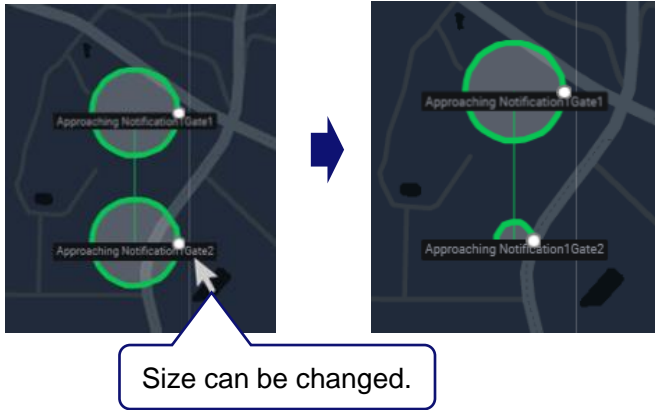 Approaching Notification1Gate1
Approaching Notification1Gate2
Approaching Notification1Gate1
Approaching Notification1Gate2
Size can be changed.